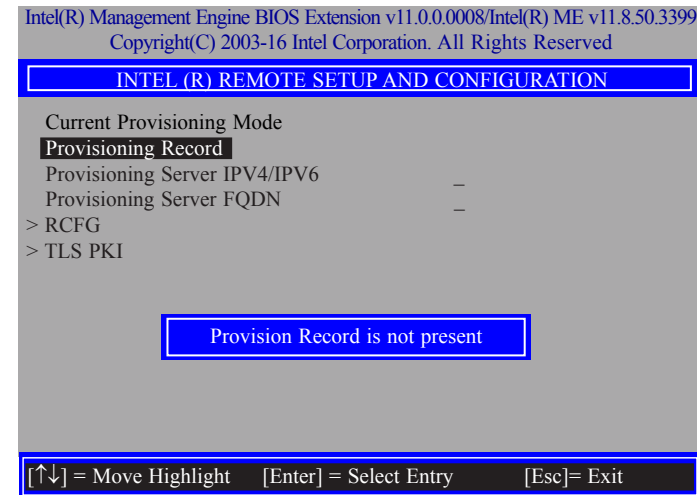 Intel(R) Management Engine BIOS Extension v11.0.0.0008/Intel(R) ME v11.8.50.3399
Copyright(C) 2003-16 Intel Corporation. All Rights Reserved
INTEL (R) REMOTE SETUP AND CONFIGURATION
Current Provisioning Mode
Provisioning Record
Provisioning Server IPV4/IPV6 _
Provisioning Server FQDN _
> RCFG
> TLS PKI
Provision Record is not present
[↑↓] = Move Highlight [Enter] = Select Entry [Esc]= Exit